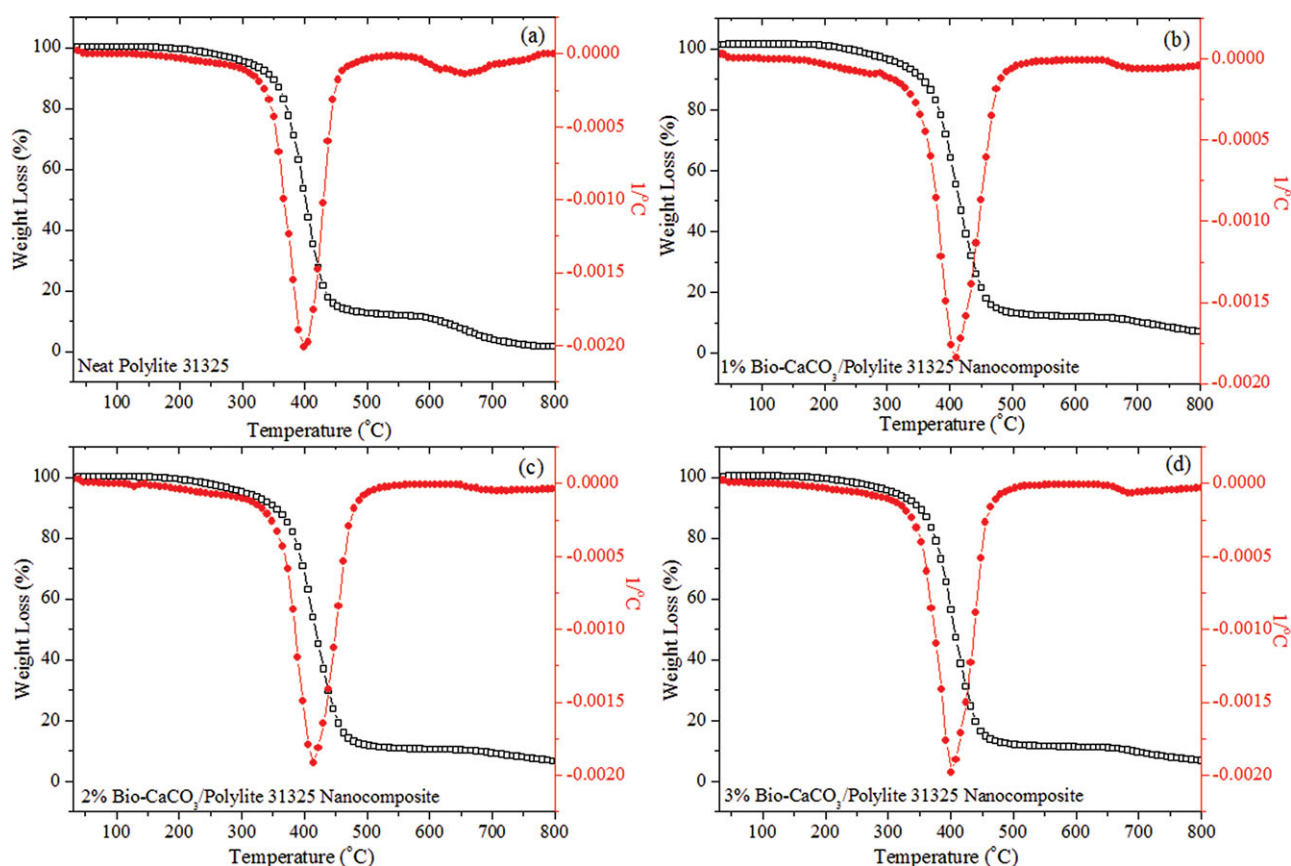 (a)
Weight Loss (%)
100
80
60
40
20
0
0.0000
-0.0005
-0.0010
-0.0015
-0.0020
1/°C
Neat Polylite 31325
100 200 300 400 500 600 700 800
Temperature (°C)
(b)
Weight Loss (%)
100
80
60
40
20
0
0.0000
-0.0005
-0.0010
-0.0015
-0.0020
1/°C
1% Bio-CaCO₃/Polylite 31325 Nanocomposite
100 200 300 400 500 600 700 800
Temperature (°C)
(c)
Weight Loss (%)
100
80
60
40
20
0
0.0000
-0.0005
-0.0010
-0.0015
-0.0020
1/°C
2% Bio-CaCO₃/Polylite 31325 Nanocomposite
100 200 300 400 500 600 700 800
Temperature (°C)
(d)
Weight Loss (%)
100
80
60
40
20
0
0.0000
-0.0005
-0.0010
-0.0015
-0.0020
1/°C
3% Bio-CaCO₃/Polylite 31325 Nanocomposite
100 200 300 400 500 600 700 800
Temperature (°C)